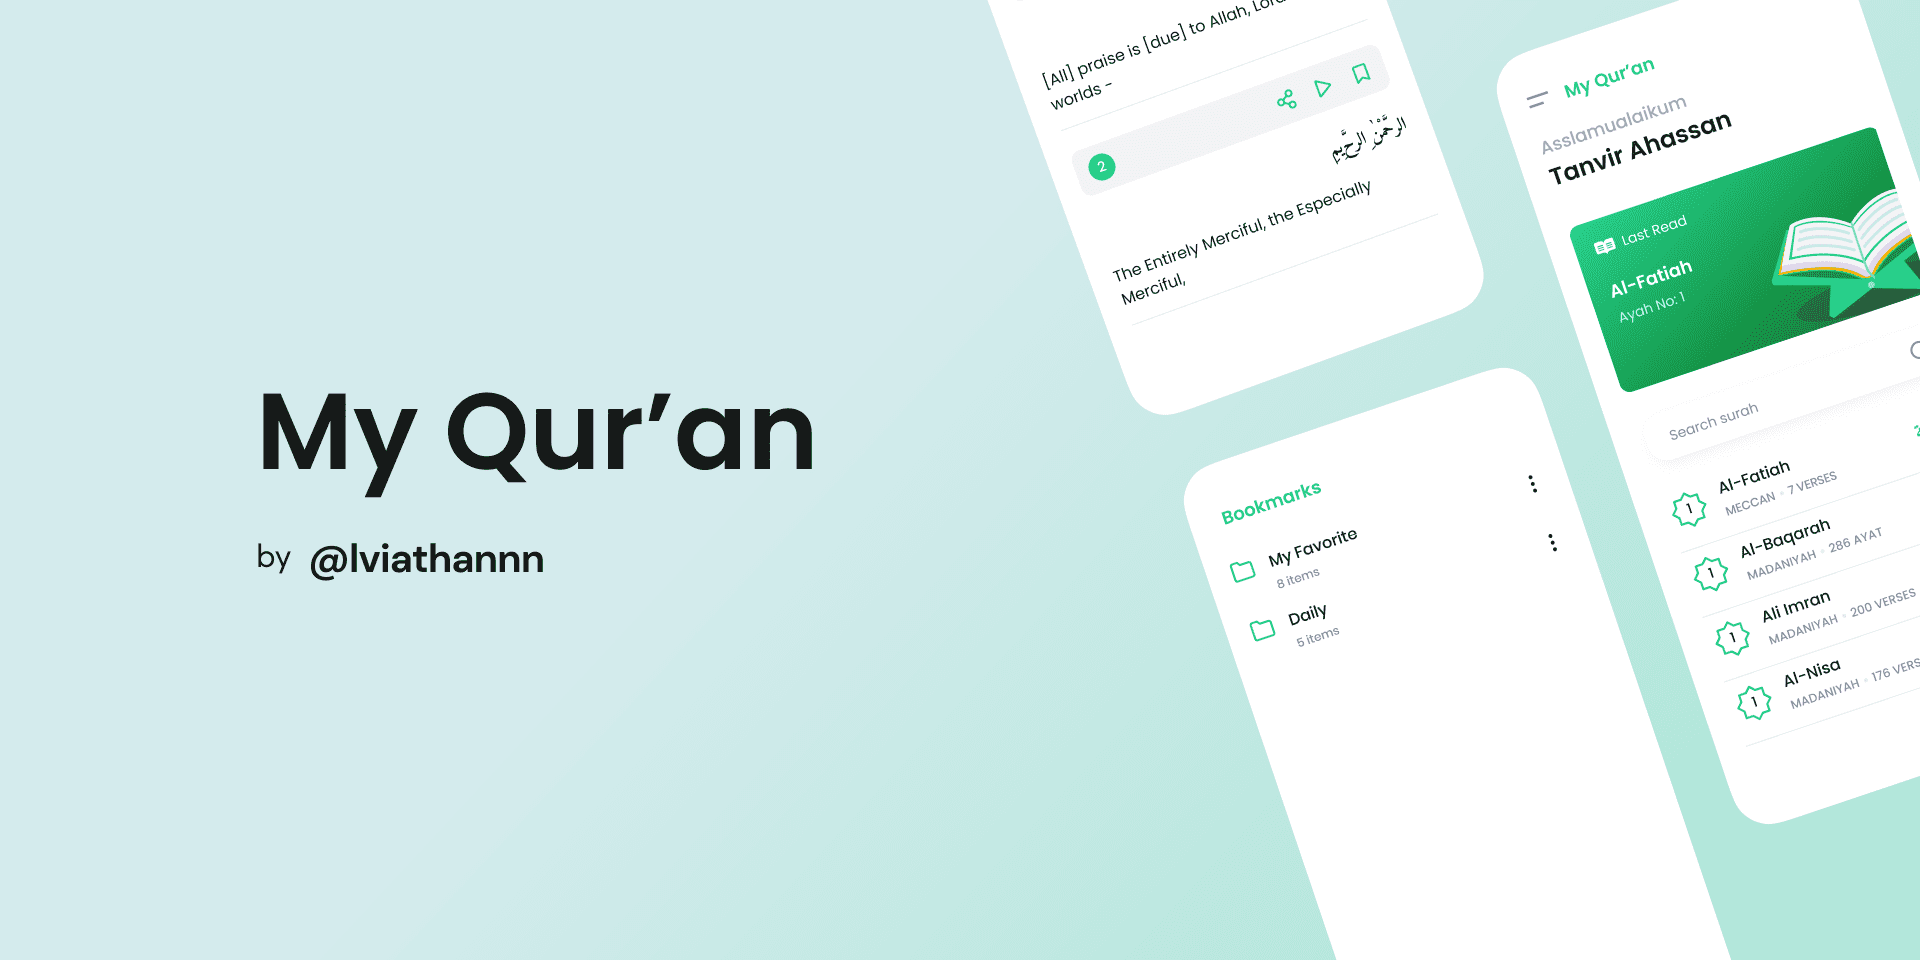 My Qur’an
by @lviathannn
[All] praise is [due] to Allah, Lord
worlds -
2
الرَّحْمَٰنِ الرَّحِيمِ
The Entirely Merciful, the Especially
Merciful,
Bookmarks
My Favorite
8 items
Daily
5 items
My Qur’an
Asslamualaikum
Tanvir Ahassan
Last Read
Al-Fatiah
Ayah No: 1
Search surah
1
Al-Fatiah
MECCAN • 7 VERSES
1
Al-Baqarah
MADANIYAH • 286 AYAT
1
Ali Imran
MADANIYAH • 200 VERSES
1
Al-Nisa
MADANIYAH • 176 VERS